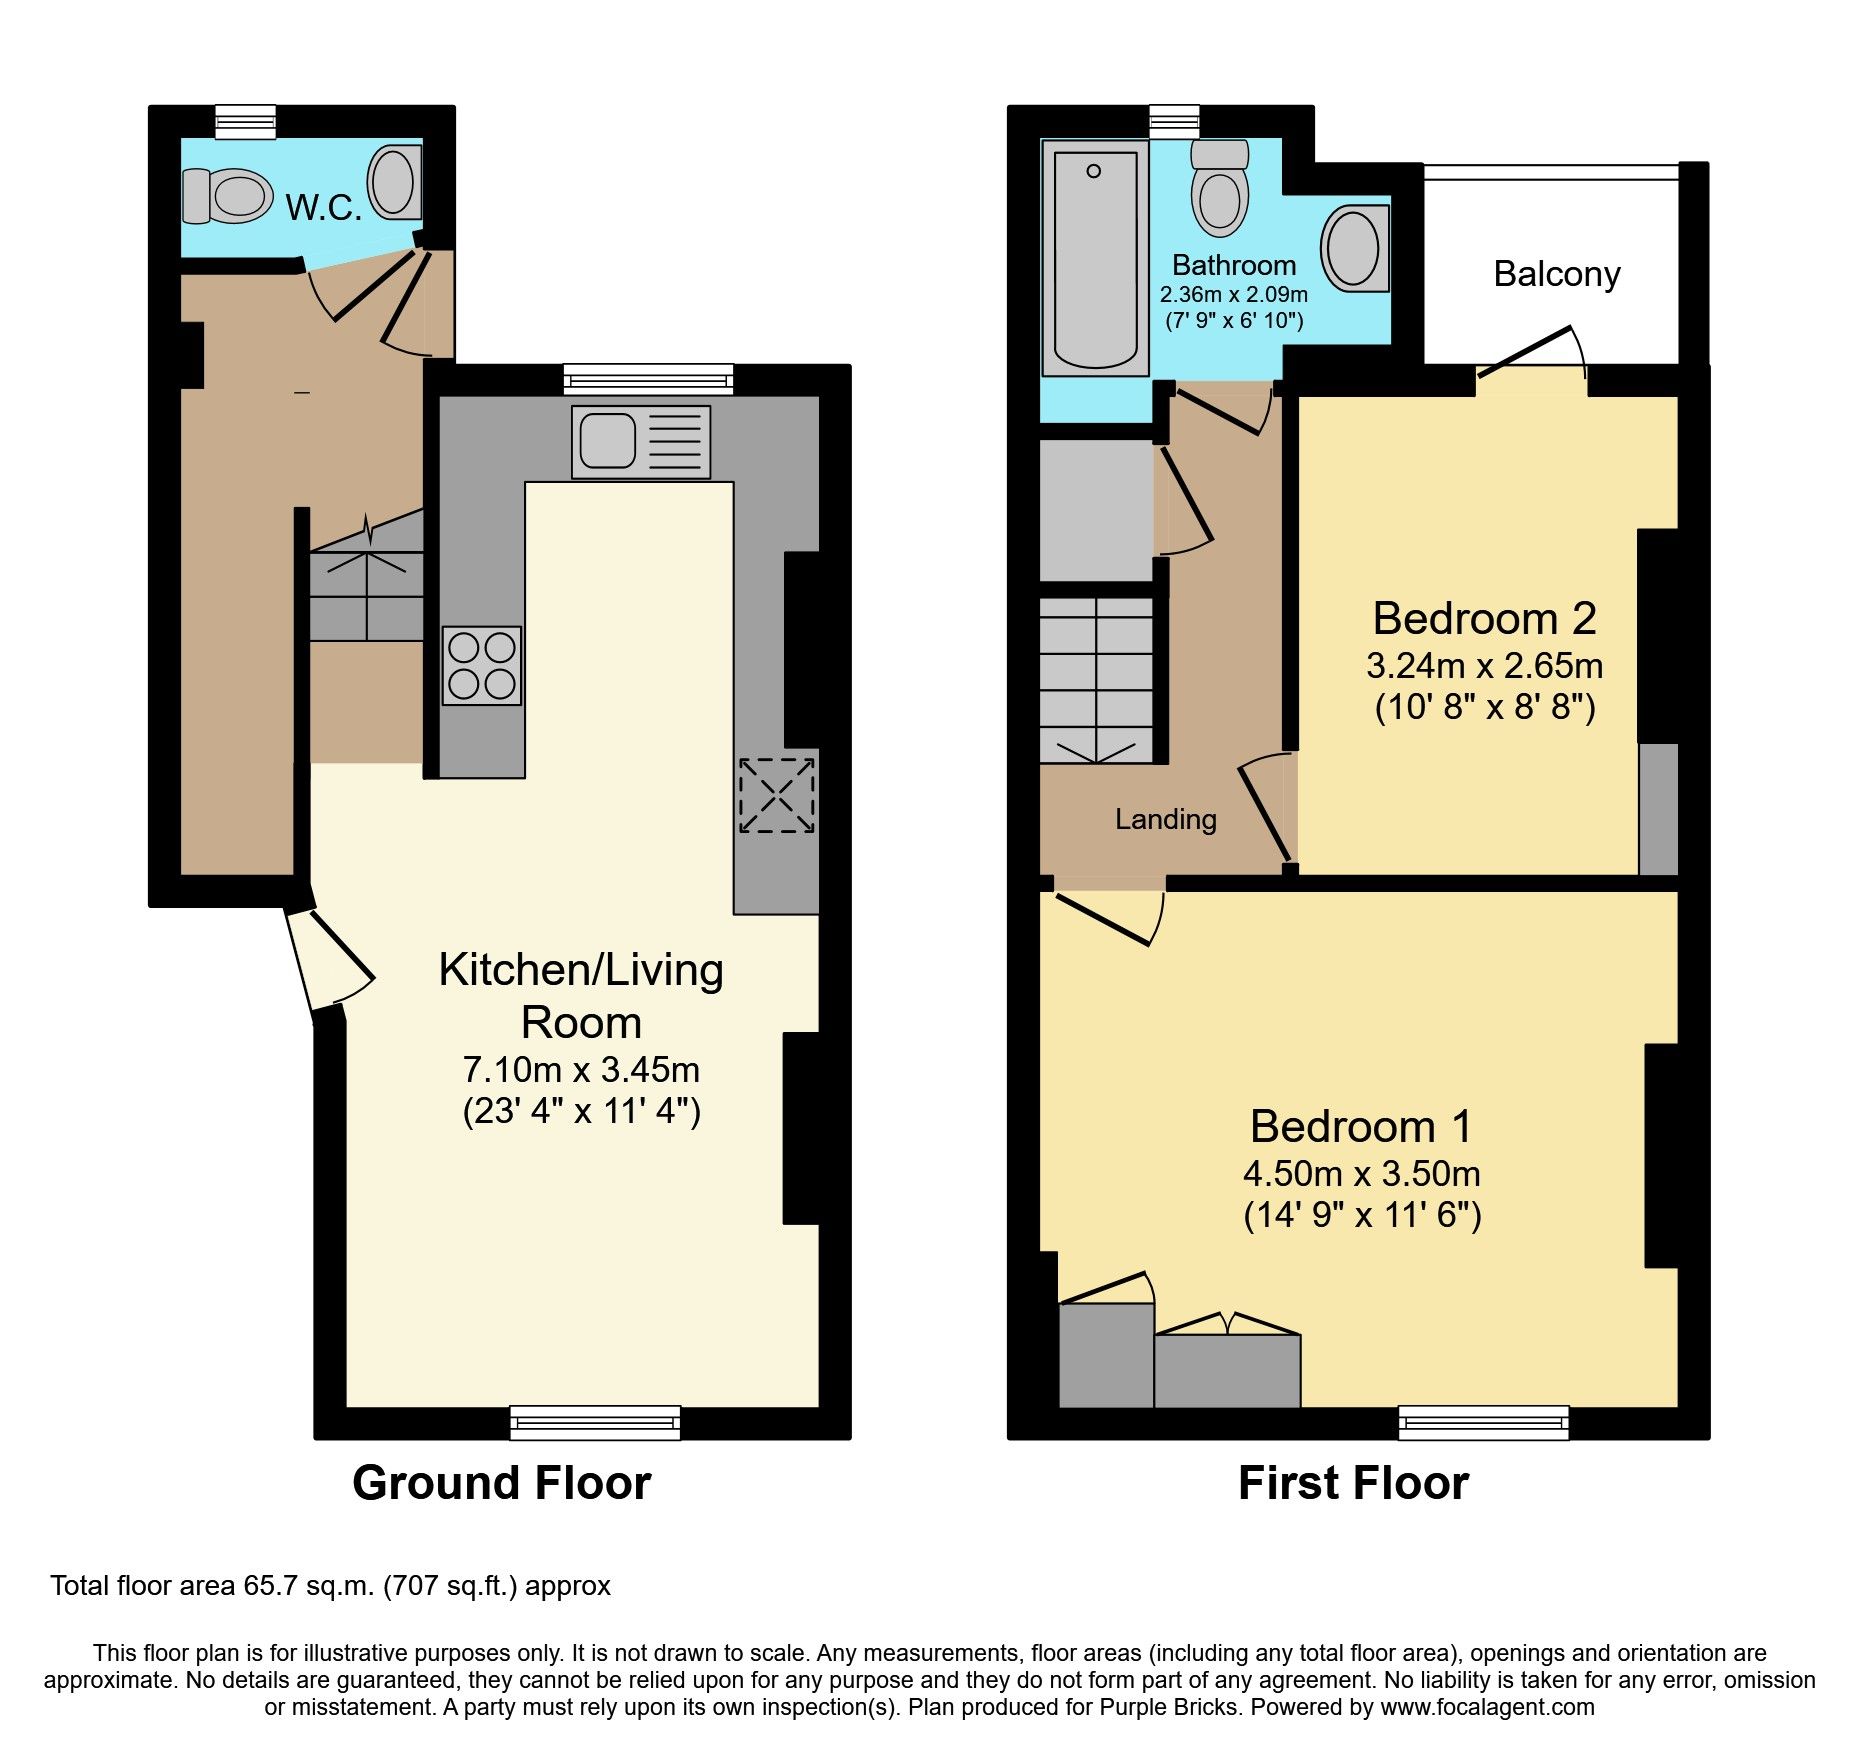 W.C.
Kitchen/Living
Room
7.10m x 3.45m
(23' 4" x 11' 4")
Ground Floor
Bathroom
2.36m x 2.09m
(7' 9" x 6' 10")
Balcony
Bedroom 2
3.24m x 2.65m
(10' 8" x 8' 8")
Landing
Bedroom 1
4.50m x 3.50m
(14' 9" x 11' 6")
First Floor
Total floor area 65.7 sq.m. (707 sq.ft.) approx
This floor plan is for illustrative purposes only. It is not drawn to scale. Any measurements, floor areas (including any total floor area), openings and orientation are
approximate. No details are guaranteed, they cannot be relied upon for any purpose and they do not form part of any agreement. No liability is taken for any error, omission
or misstatement. A party must rely upon its own inspection(s). Plan produced for Purple Bricks. Powered by www.focalagent.com